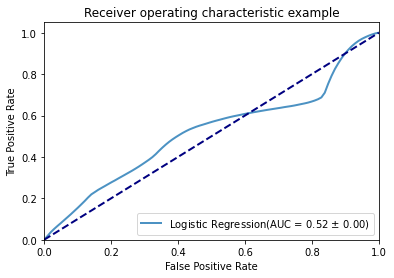 Receiver operating characteristic example
True Positive Rate
1.0
0.8
0.6
0.4
0.2
0.0
Logistic Regression(AUC = 0.52 ± 0.00)
0.0 0.2 0.4 0.6 0.8 1.0
False Positive Rate